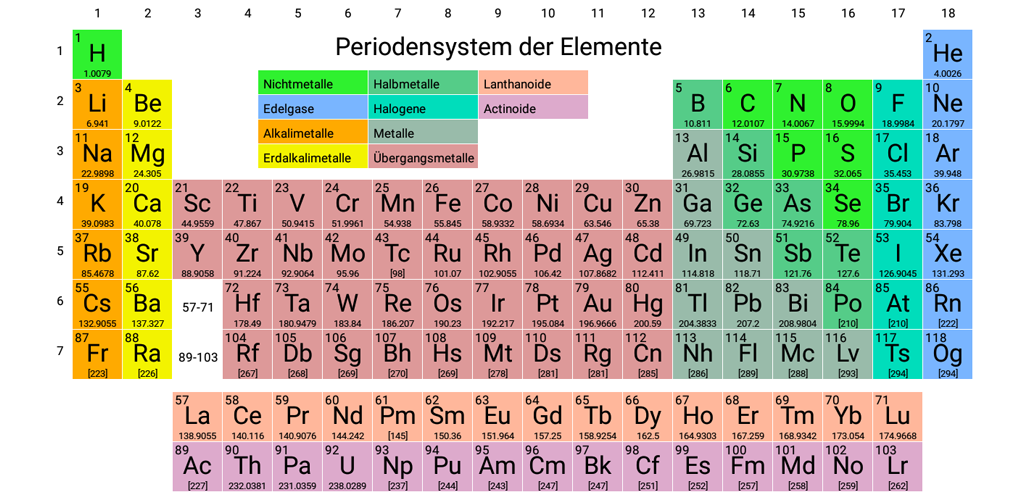 1 2 3 4 5 6 7 8 9 10 11 12 13 14 15 16 17 18
Periodensystem der Elemente
Nichtmetalle Halbmetalle Lanthanoide
Edelgase Halogene Actinoide
Alkalimetalle Metalle
Erdalkalimetalle Übergangsmetalle
1
1 2
H He
1.0079 4.0026
2
3 4 5 6 7 8 9 10
Li Be B C N O F Ne
6.941 9.0122 10.811 12.0107 14.0067 15.9994 18.9984 20.1797
3
11 12 13 14 15 16 17 18
Na Mg Al Si P S Cl Ar
22.9898 24.305 26.9815 28.0855 30.9738 32.065 35.453 39.948
4
19 20 21 22 23 24 25 26 27 28 29 30 31 32 33 34 35 36
K Ca Sc Ti V Cr Mn Fe Co Ni Cu Zn Ga Ge As Se Br Kr
39.0983 40.078 44.9559 47.867 50.9415 51.9961 54.938 55.845 58.9332 58.6934 63.546 65.38 69.723 72.63 74.9216 78.96 79.904 83.798
5
37 38 39 40 41 42 43 44 45 46 47 48 49 50 51 52 53 54
Rb Sr Y Zr Nb Mo Tc Ru Rh Pd Ag Cd In Sn Sb Te I Xe
85.4678 87.62 88.9058 91.224 92.9064 95.96 [98] 101.07 102.9055 106.42 107.8682 112.411 114.818 118.71 121.76 127.6 126.9045 131.293
6
55 56 72 73 74 75 76 77 78 79 80 81 82 83 84 85 86
Cs Ba 57-71 Hf Ta W Re Os Ir Pt Au Hg Tl Pb Bi Po At Rn
132.9055 137.327 178.49 180.9479 183.84 186.207 190.23 192.217 195.084 196.9666 200.59 204.3833 207.2 208.9804 [210] [210] [222]
7
87 88 104 105 106 107 108 109 110 111 112 113 114 115 116 117 118
Fr Ra 89-103 Rf Db Sg Bh Hs Mt Ds Rg Cn Nh Fl Mc Lv Ts Og
[223] [226] [267] [268] [269] [270] [269] [278] [281] [281] [285] [286] [289] [288] [293] [294] [294]
57 58 59 60 61 62 63 64 65 66 67 68 69 70 71
La Ce Pr Nd Pm Sm Eu Gd Tb Dy Ho Er Tm Yb Lu
138.9055 140.116 140.9076 144.242 [145] 150.36 151.964 157.25 158.9254 162.5 164.9303 167.259 168.9342 173.054 174.9668
89 90 91 92 93 94 95 96 97 98 99 100 101 102 103
Ac Th Pa U Np Pu Am Cm Bk Cf Es Fm Md No Lr
[227] 232.0381 231.0359 238.0289 [237] [244] [243] [247] [247] [251] [252] [257] [258] [259] [262]